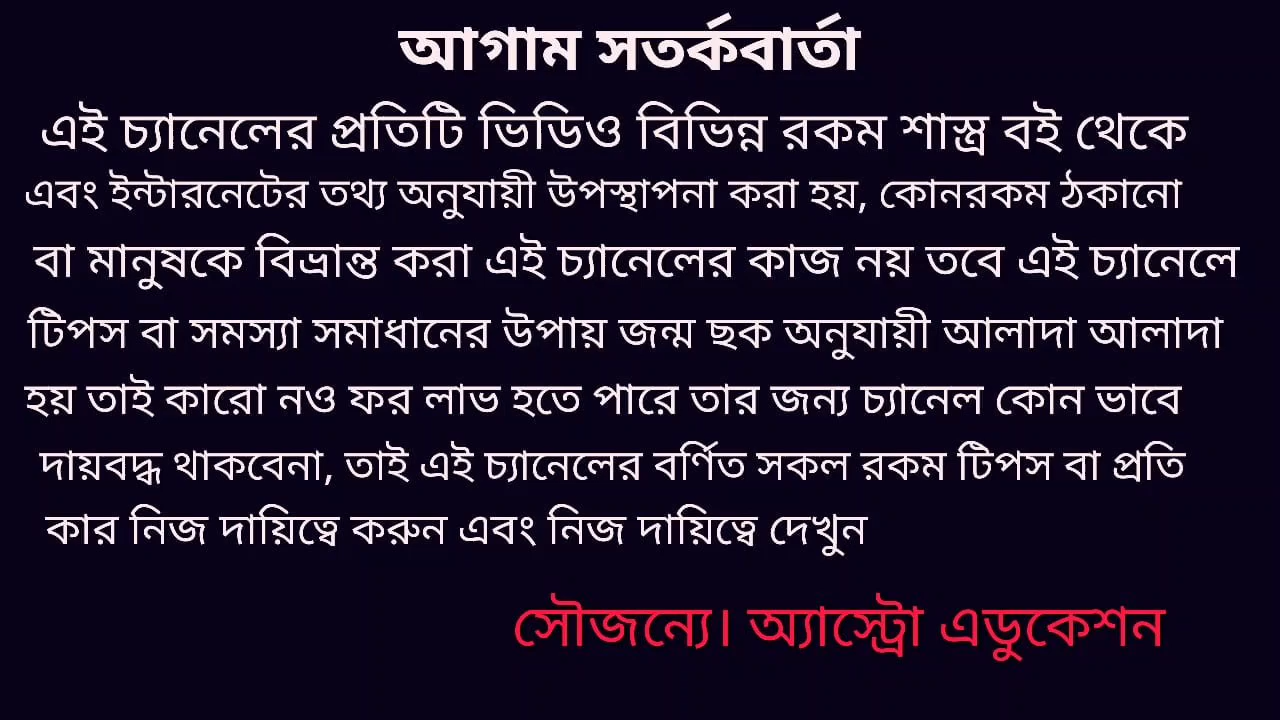 আগাম সতর্কবার্তা
এই চ্যানেলের প্রতিটি ভিডিও বিভিন্ন রকম শাস্ত্র বই থেকে
এবং ইন্টারনেটের তথ্য অনুযায়ী উপস্থাপনা করা হয়, কোনরকম ঠকানো
বা মানুষকে বিভ্রান্ত করা এই চ্যানেলের কাজ নয় তবে এই চ্যানেলে
টিপস বা সমস্যা সমাধানের উপায় জন্ম ছক অনুযায়ী আলাদা আলাদা
হয় তাই কারো নও ফর লাভ হতে পারে তার জন্য চ্যানেল কোন ভাবে
দায়বদ্ধ থাকবেনা, তাই এই চ্যানেলের বর্ণিত সকল রকম টিপস বা প্রতি
কার নিজ দায়িত্বে করুন এবং নিজ দায়িত্বে দেখুন
সৌজন্যে। অ্যাস্ট্রো এডুকেশন